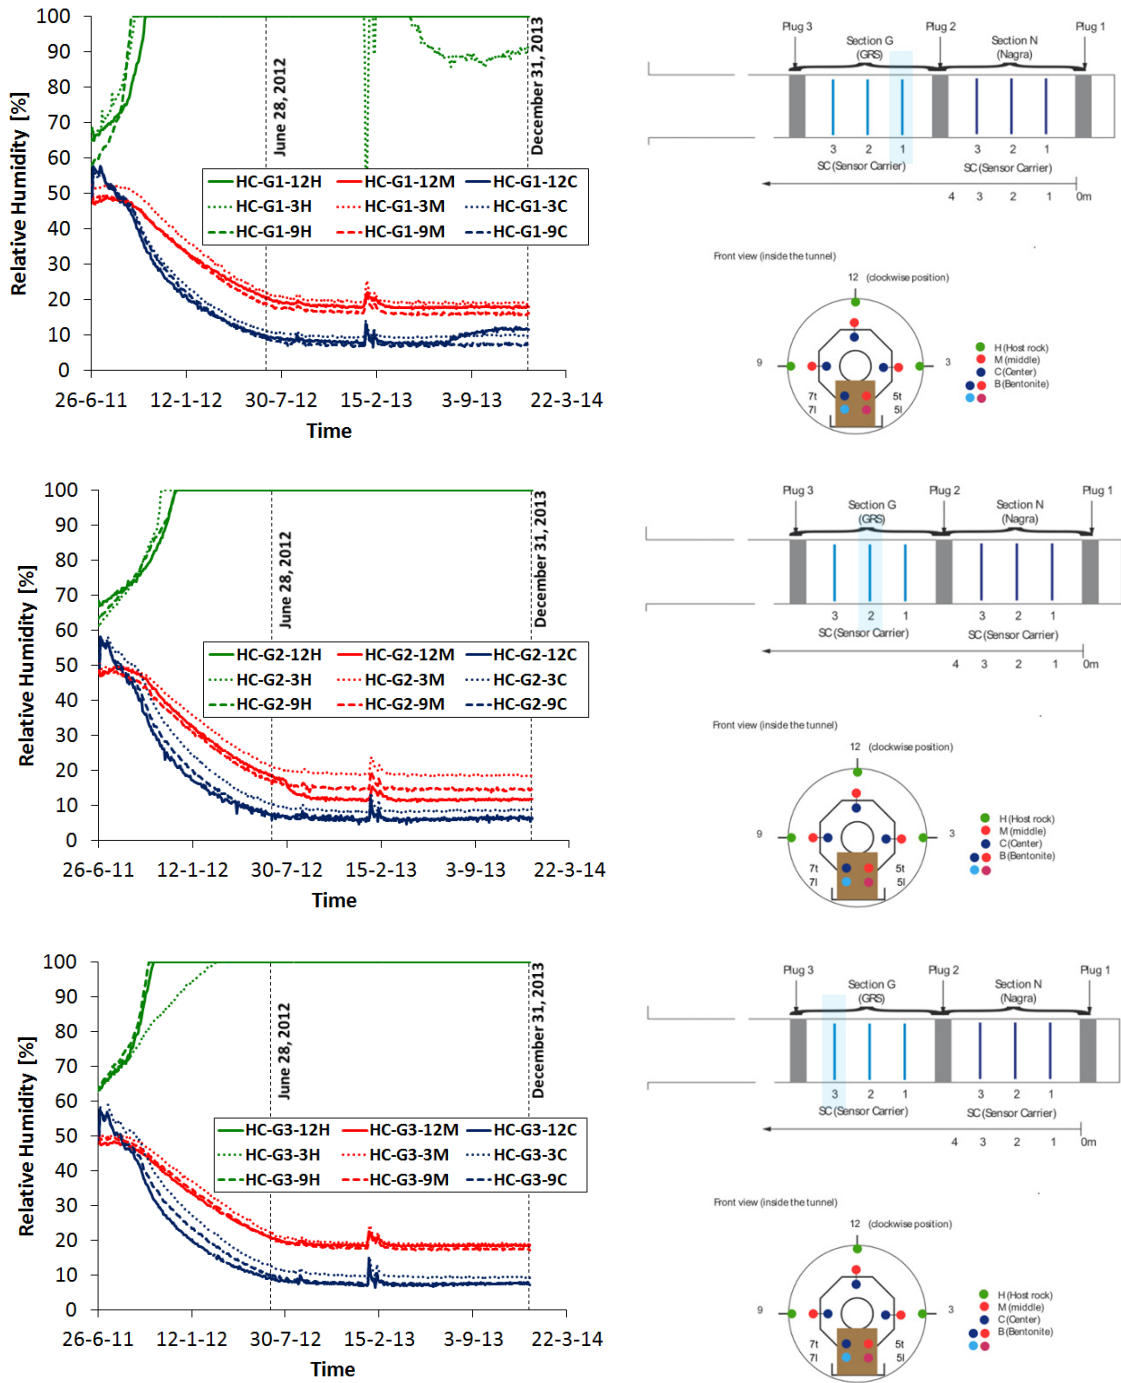 100
90
80
70
60
50
40
30
20
10
0
Relative Humidity [%]
June 28, 2012
December 31, 2013
HC-G1-12H HC-G1-12M HC-G1-12C
HC-G1-3H HC-G1-3M HC-G1-3C
HC-G1-9H HC-G1-9M HC-G1-9C
26-6-11 12-1-12 30-7-12 15-2-13 3-9-13 22-3-14
Time
Plug 3 Plug 2 Plug 1
Section G Section N
(GRS) (Nagra)
3 2 1 3 2 1
SC (Sensor Carrier) SC (Sensor Carrier)
4 3 2 1 0m
Front view (inside the tunnel)
12 (clockwise position)
9 3
H (Host rock)
M (middle)
C (Center)
B (Bentonite)
7t 5t
7l 5l
100
90
80
70
60
50
40
30
20
10
0
Relative Humidity [%]
June 28, 2012
December 31, 2013
HC-G2-12H HC-G2-12M HC-G2-12C
HC-G2-3H HC-G2-3M HC-G2-3C
HC-G2-9H HC-G2-9M HC-G2-9C
26-6-11 12-1-12 30-7-12 15-2-13 3-9-13 22-3-14
Time
Plug 3 Plug 2 Plug 1
Section G Section N
(GRS) (Nagra)
3 2 1 3 2 1
SC (Sensor Carrier) SC (Sensor Carrier)
4 3 2 1 0m
Front view (inside the tunnel)
12 (clockwise position)
9 3
H (Host rock)
M (middle)
C (Center)
B (Bentonite)
7t 5t
7l 5l
100
90
80
70
60
50
40
30
20
10
0
Relative Humidity [%]
June 28, 2012
December 31, 2013
HC-G3-12H HC-G3-12M HC-G3-12C
HC-G3-3H HC-G3-3M HC-G3-3C
HC-G3-9H HC-G3-9M HC-G3-9C
26-6-11 12-1-12 30-7-12 15-2-13 3-9-13 22-3-14
Time
Plug 3 Plug 2 Plug 1
Section G Section N
(GRS) (Nagra)
3 2 1 3 2 1
SC (Sensor Carrier) SC (Sensor Carrier)
4 3 2 1 0m
Front view (inside the tunnel)
12 (clockwise position)
9 3
H (Host rock)
M (middle)
C (Center)
B (Bentonite)
7t 5t
7l 5l